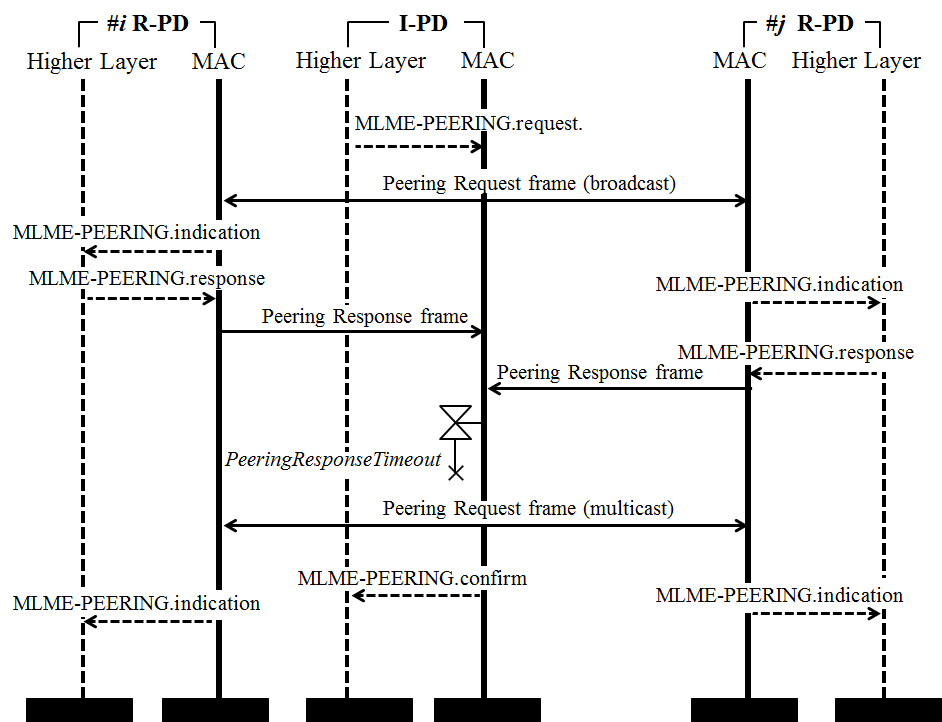 #i R-PD
I-PD
#j R-PD
Higher Layer
MAC
Higher Layer
MAC
MAC
Higher Layer
MLME-PEERING.request.
Peering Request frame (broadcast)
MLME-PEERING.indication
MLME-PEERING.response
MLME-PEERING.indication
Peering Response frame
MLME-PEERING.response
Peering Response frame
PeeringResponseTimeout
Peering Request frame (multicast)
MLME-PEERING.confirm
MLME-PEERING.indication
MLME-PEERING.indication